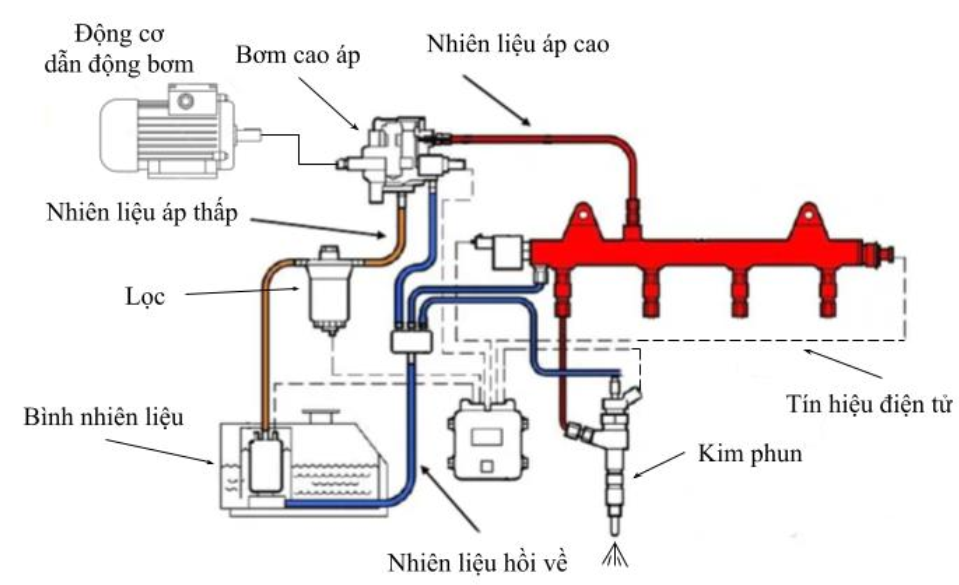 Động cơ
dẫn động bơm
Bơm cao áp
Nhiên liệu áp cao
Nhiên liệu áp thấp
Lọc
Bình nhiên liệu
Tín hiệu điện tử
Kim phun
Nhiên liệu hồi về